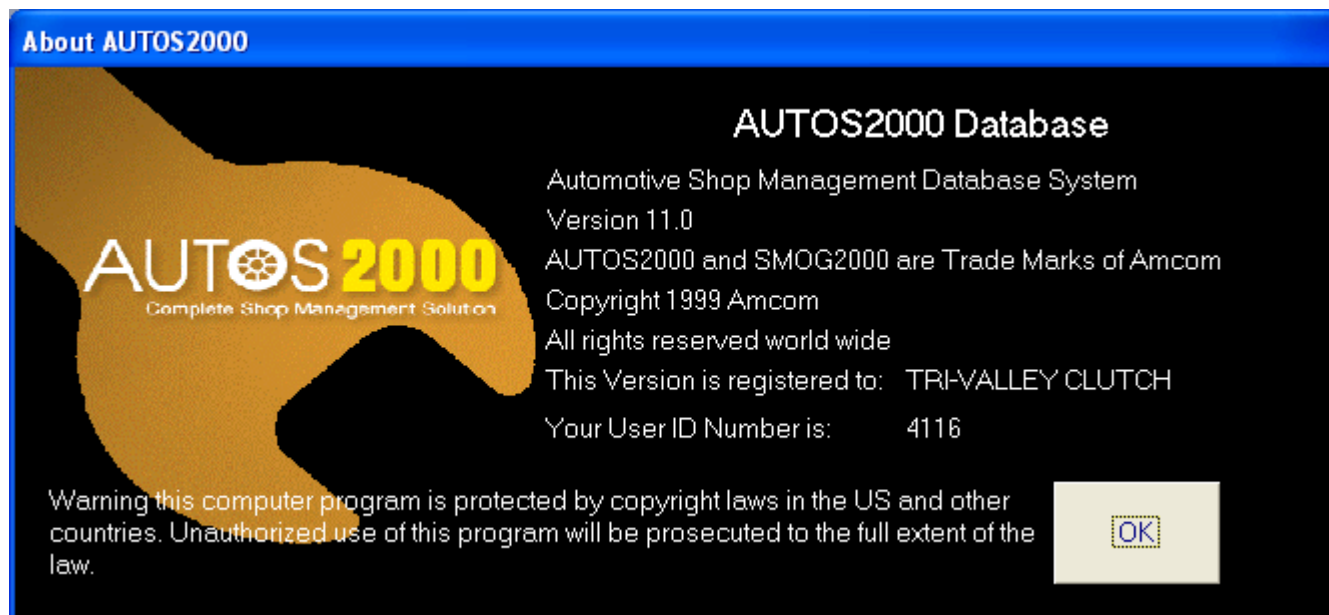 About AUTOS2000
AUTOS2000 Database
Automotive Shop Management Database System
Version 11.0
AUTOS2000 and SMOG2000 are Trade Marks of Amcom
Copyright 1999 Amcom
All rights reserved world wide
This Version is registered to: TRI-VALLEY CLUTCH
Your User ID Number is: 4116
AUTOS 2000
Complete Shop Management Solution
Warning this computer program is protected by copyright laws in the US and other
countries. Unauthorized use of this program will be prosecuted to the full extent of the
law.
OK